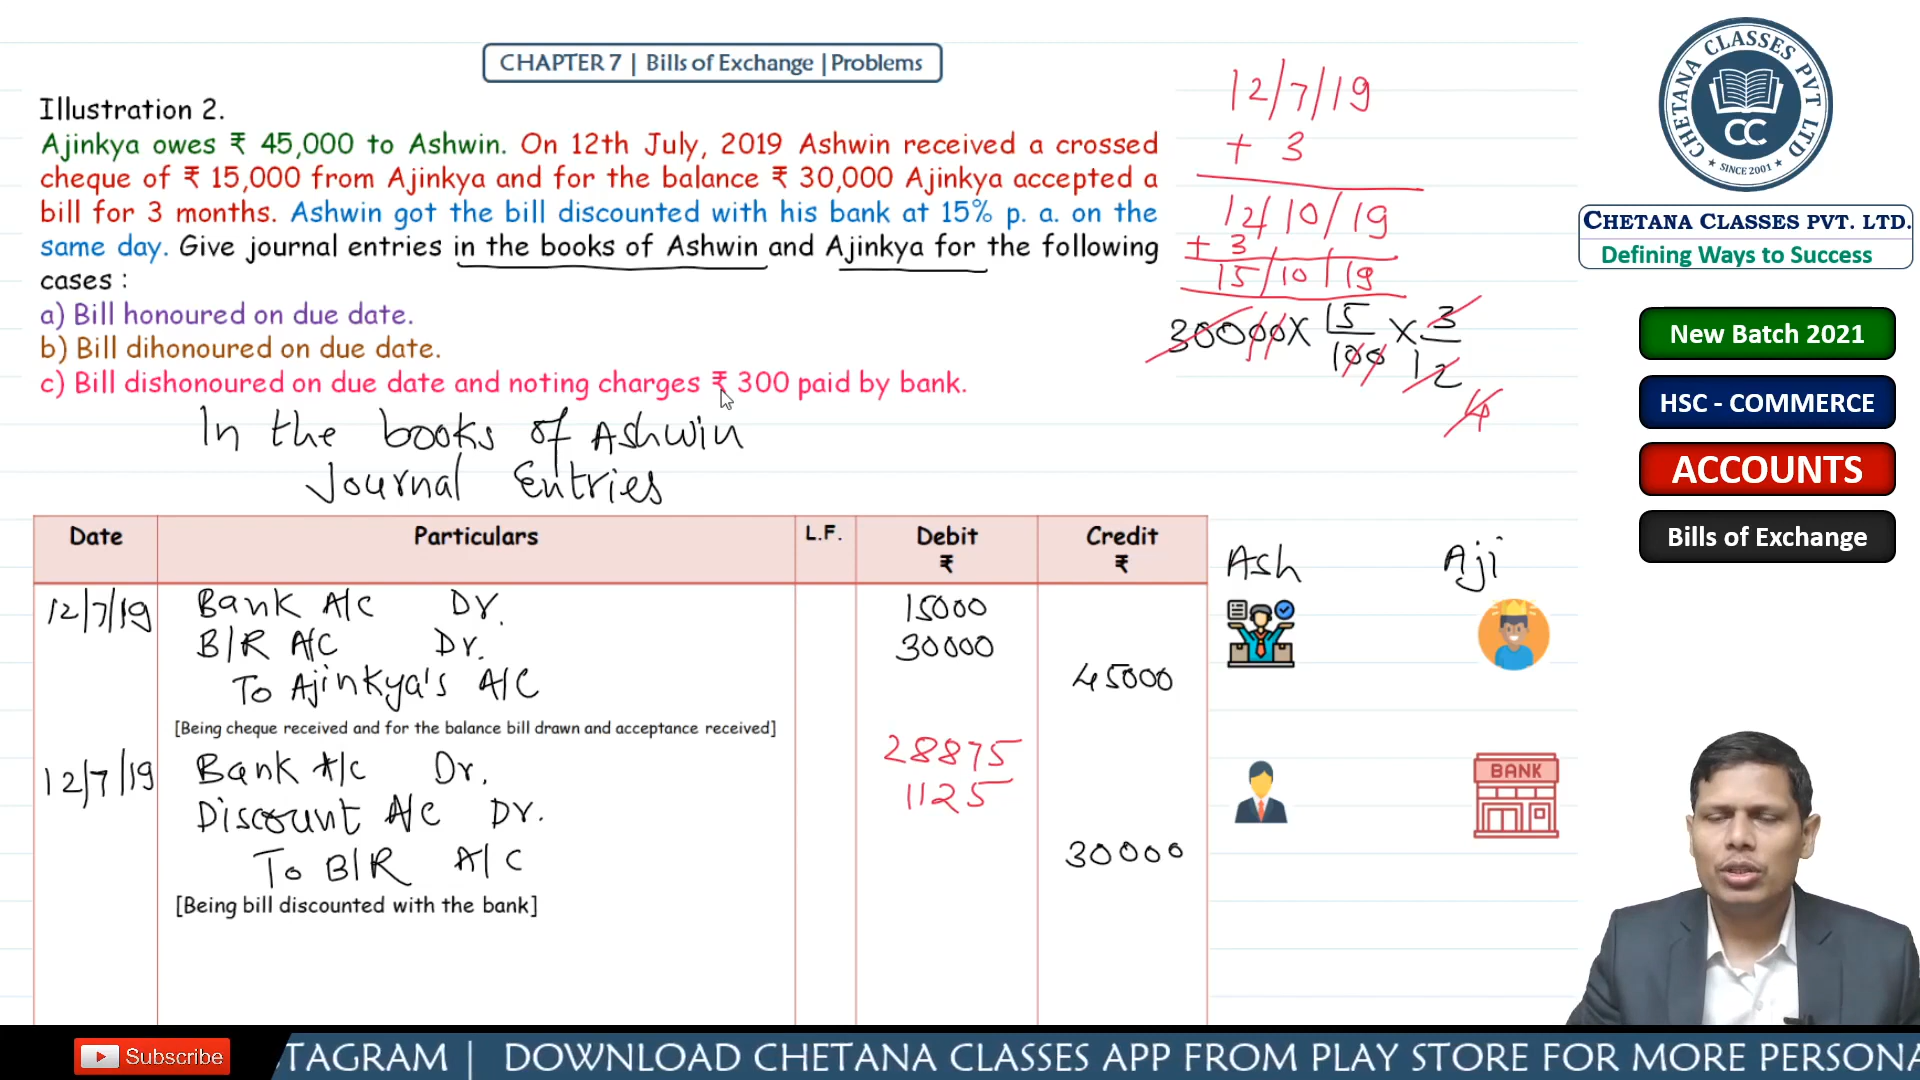 CHAPTER 7 | Bills of Exchange | Problems
Illustration 2.
Ajinkya owes ₹ 45,000 to Ashwin. On 12th July, 2019 Ashwin received a crossed
cheque of ₹ 15,000 from Ajinkya and for the balance ₹ 30,000 Ajinkya accepted a
bill for 3 months. Ashwin got the bill discounted with his bank at 15% p. a. on the
same day. Give journal entries in the books of Ashwin and Ajinkya for the following
cases :
a) Bill honoured on due date.
b) Bill dihonoured on due date.
c) Bill dishonoured on due date and noting charges ₹ 300 paid by bank.
12/7/19
+ 3
12/10/19
+ 3
15/10/19
30000 X 15/100 X 3/12
4
In the books of Ashwin
Journal Entries
Date Particulars L.F. Debit ₹ Credit ₹
12/7/19 Bank A/C Dr. 15000
B/R A/C Dr. 30000
To Ajinkya's A/C 45000
[Being cheque received and for the balance bill drawn and acceptance received]
12/7/19 Bank A/C Dr. 28875
Discount A/C Dr. 1125
To B/R A/C 30000
[Being bill discounted with the bank]
Ash Aji
BANK
CHETANA CLASSES PVT LTD
CC
SINCE 2001
CHETANA CLASSES PVT. LTD.
Defining Ways to Success
New Batch 2021
HSC - COMMERCE
ACCOUNTS
Bills of Exchange
Subscribe
TAGRAM | DOWNLOAD CHETANA CLASSES APP FROM PLAY STORE FOR MORE PERSONA